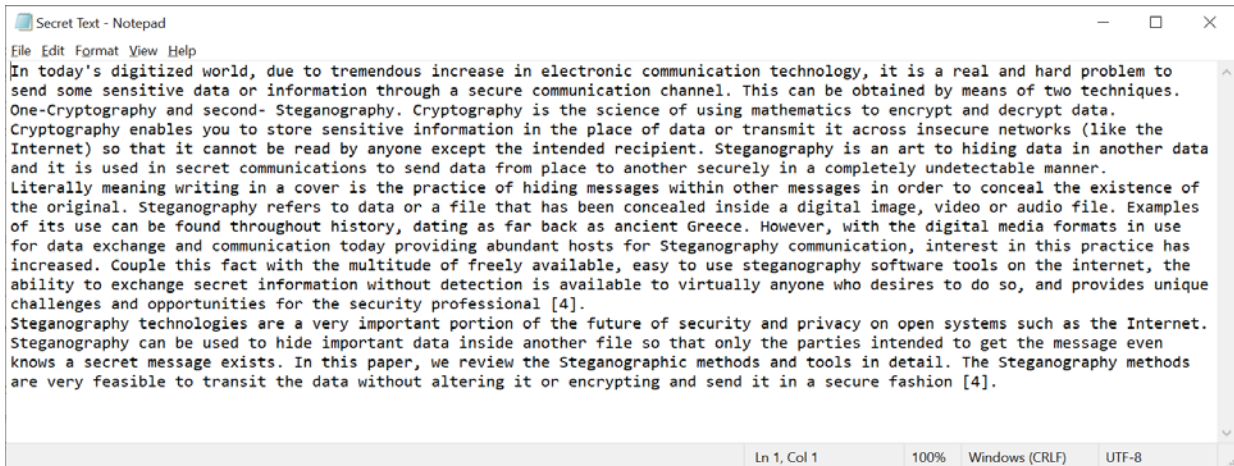 Secret Text - Notepad
File Edit Format View Help
In today's digitized world, due to tremendous increase in electronic communication technology, it is a real and hard problem to
send some sensitive data or information through a secure communication channel. This can be obtained by means of two techniques.
One-Cryptography and second- Steganography. Cryptography is the science of using mathematics to encrypt and decrypt data.
Cryptography enables you to store sensitive information in the place of data or transmit it across insecure networks (like the
Internet) so that it cannot be read by anyone except the intended recipient. Steganography is an art to hiding data in another data
and it is used in secret communications to send data from place to another securely in a completely undetectable manner.
Literally meaning writing in a cover is the practice of hiding messages within other messages in order to conceal the existence of
the original. Steganography refers to data or a file that has been concealed inside a digital image, video or audio file. Examples
of its use can be found throughout history, dating as far back as ancient Greece. However, with the digital media formats in use
for data exchange and communication today providing abundant hosts for Steganography communication, interest in this practice has
increased. Couple this fact with the multitude of freely available, easy to use steganography software tools on the internet, the
ability to exchange secret information without detection is available to virtually anyone who desires to do so, and provides unique
challenges and opportunities for the security professional [4].
Steganography technologies are a very important portion of the future of security and privacy on open systems such as the Internet.
Steganography can be used to hide important data inside another file so that only the parties intended to get the message even
knows a secret message exists. In this paper, we review the Steganographic methods and tools in detail. The Steganography methods
are very feasible to transit the data without altering it or encrypting and send it in a secure fashion [4].
Ln 1, Col 1 100% Windows (CRLF) UTF-8